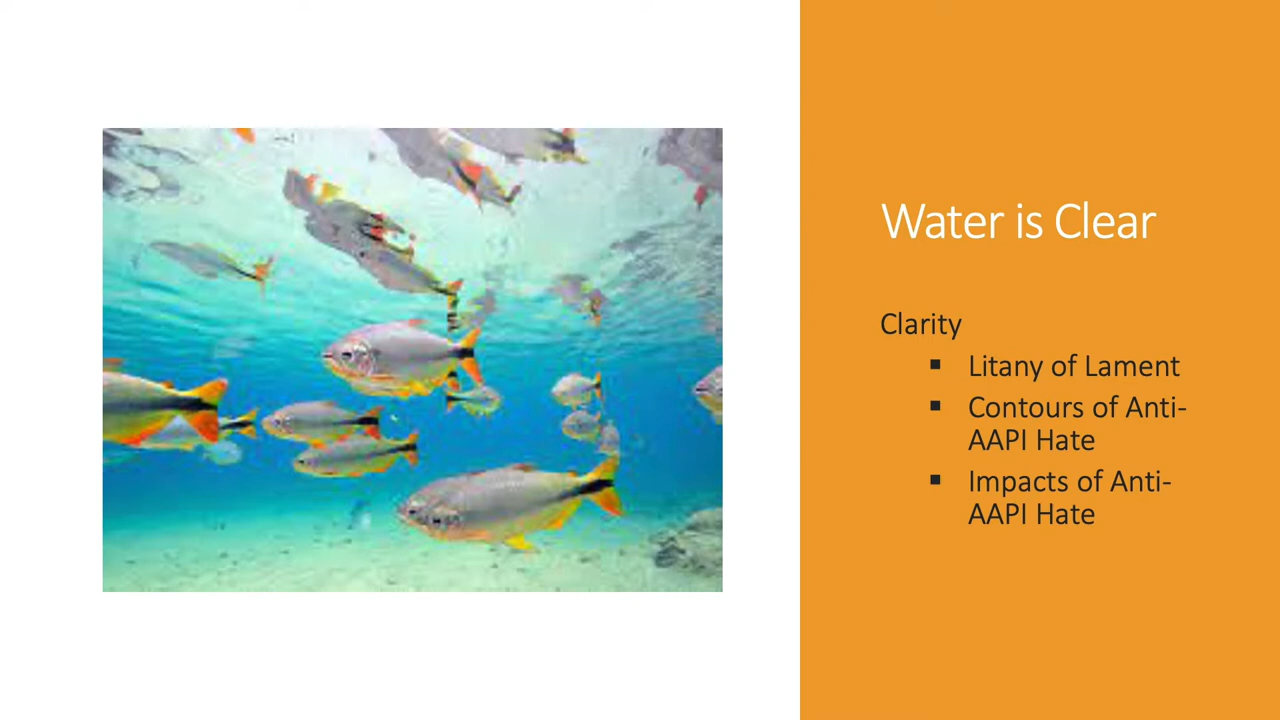 Water is Clear
Clarity
▪ Litany of Lament
▪ Contours of Anti-
AAPI Hate
▪ Impacts of Anti-
AAPI Hate